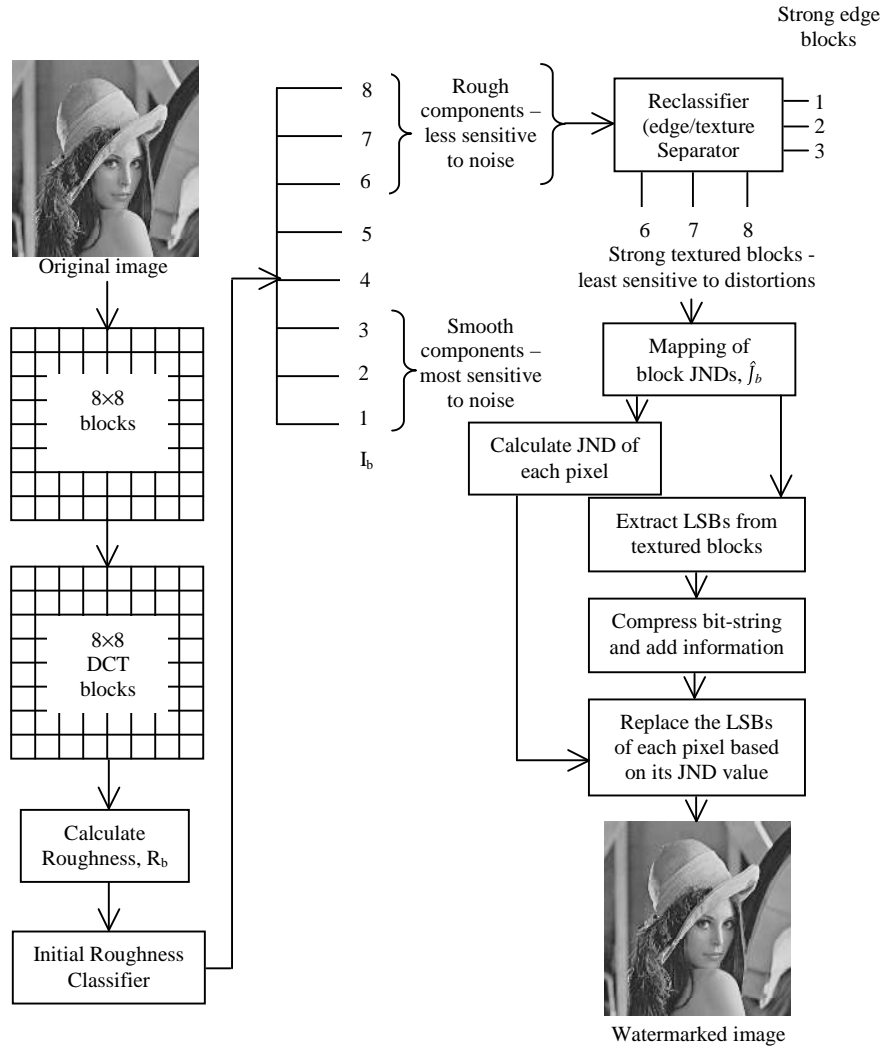 Original image
8×8
blocks
8×8
DCT
blocks
Calculate
Roughness, R_b
Initial Roughness
Classifier
8
7
6
5
4
3
2
1
I_b
Rough
components –
less sensitive
to noise
Smooth
components –
most sensitive
to noise
Strong edge
blocks
Reclassifier
(edge/texture
Separator
1
2
3
6 7 8
Strong textured blocks -
least sensitive to distortions
Mapping of
block JNDs, Ĵ_b
Calculate JND of
each pixel
Extract LSBs from
textured blocks
Compress bit-string
and add information
Replace the LSBs
of each pixel based
on its JND value
Watermarked image